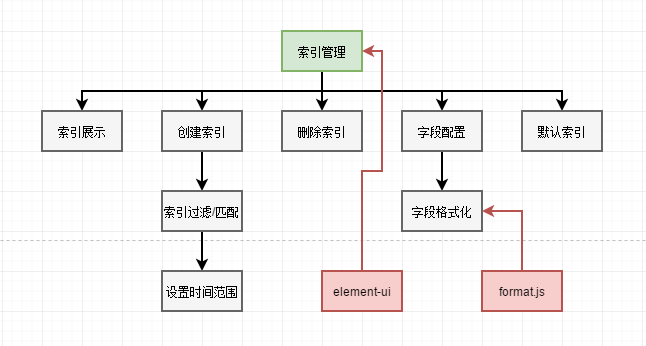 索引管理
索引展示
创建索引
删除索引
字段配置
默认索引
索引过滤/匹配
字段格式化
设置时间范围
element-ui
format.js